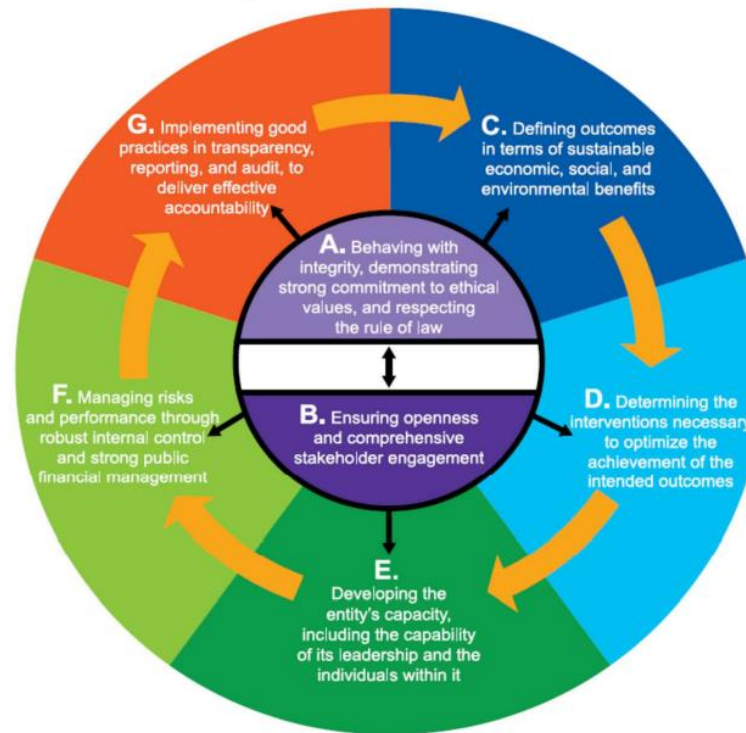 G. Implementing good
practices in transparency,
reporting, and audit, to
deliver effective
accountability
C. Defining outcomes
in terms of sustainable
economic, social, and
environmental benefits
A. Behaving with
integrity, demonstrating
strong commitment to ethical
values, and respecting
the rule of law
F. Managing risks
and performance through
robust internal control
and strong public
financial management
B. Ensuring openness
and comprehensive
stakeholder engagement
D. Determining the
interventions necessary
to optimize the
achievement of the
intended outcomes
E.
Developing the
entity's capacity,
including the capability
of its leadership and the
individuals within it